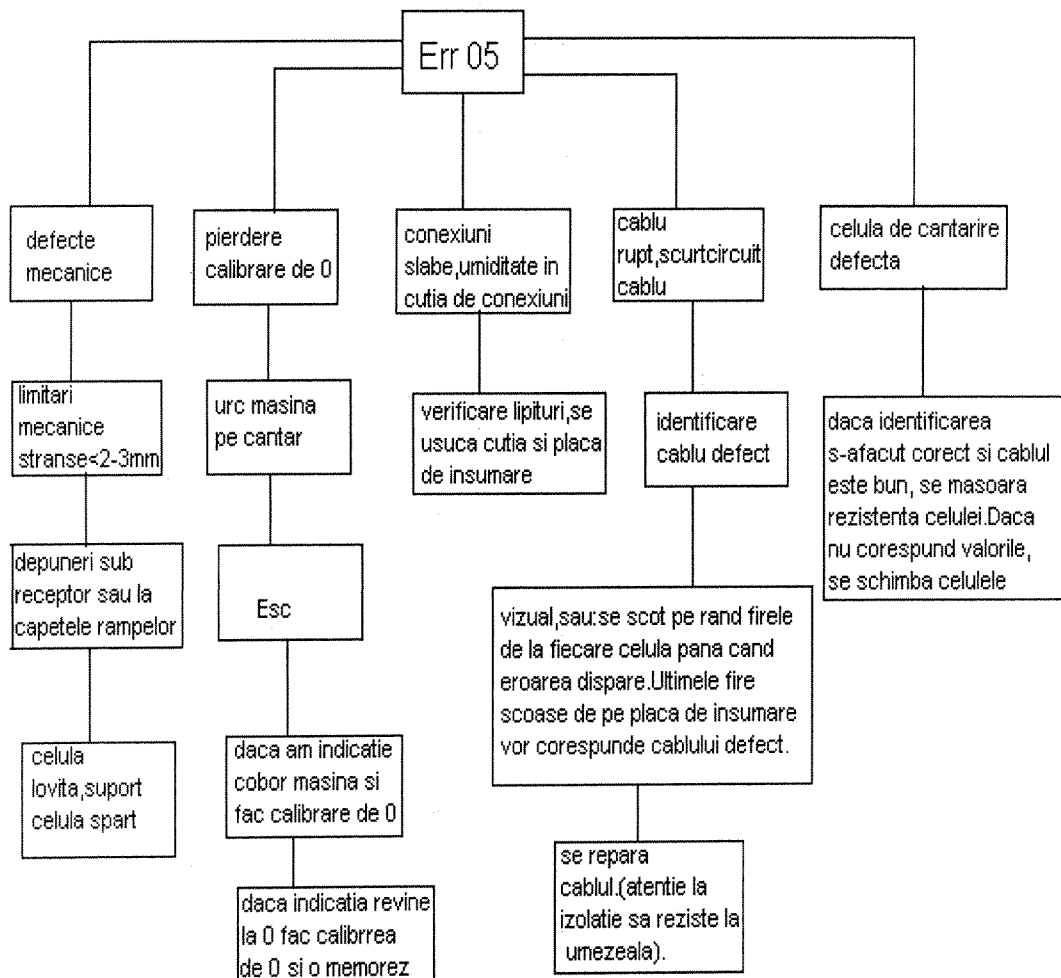 Err 05
defecte
mecanice
pierdere
calibrare de 0
conexiuni
slabe,umiditate in
cutia de conexiuni
cablu
rupt,scurtcircuit
cablu
celula de cantarire
defecta
limitari
mecanice
stranse<2-3mm
urc masina
pe cantar
verificare lipituri,se
usuca cutia si placa
de insumare
identificare
cablu defect
daca identificarea
s-afacut corect si cablul
este bun, se masoara
rezistenta celulei.Daca
nu corespund valorile,
se schimba celulele
depuneri sub
receptor sau la
capetele rampelor
Esc
vizual,sau:se scot pe rand firele
de la fiecare celula pana cand
eroarea dispare.Ultimele fire
scoase de pe placa de insumare
vor corespunde cablului defect.
celula
lovita,suport
celula spart
daca am indicatie
cobor masina si
fac calibrare de 0
se repara
cablul.(atentie la
izolatie sa reziste la
umezeala).
daca indicatia revine
la 0 fac calibrrea
de 0 si o memorez